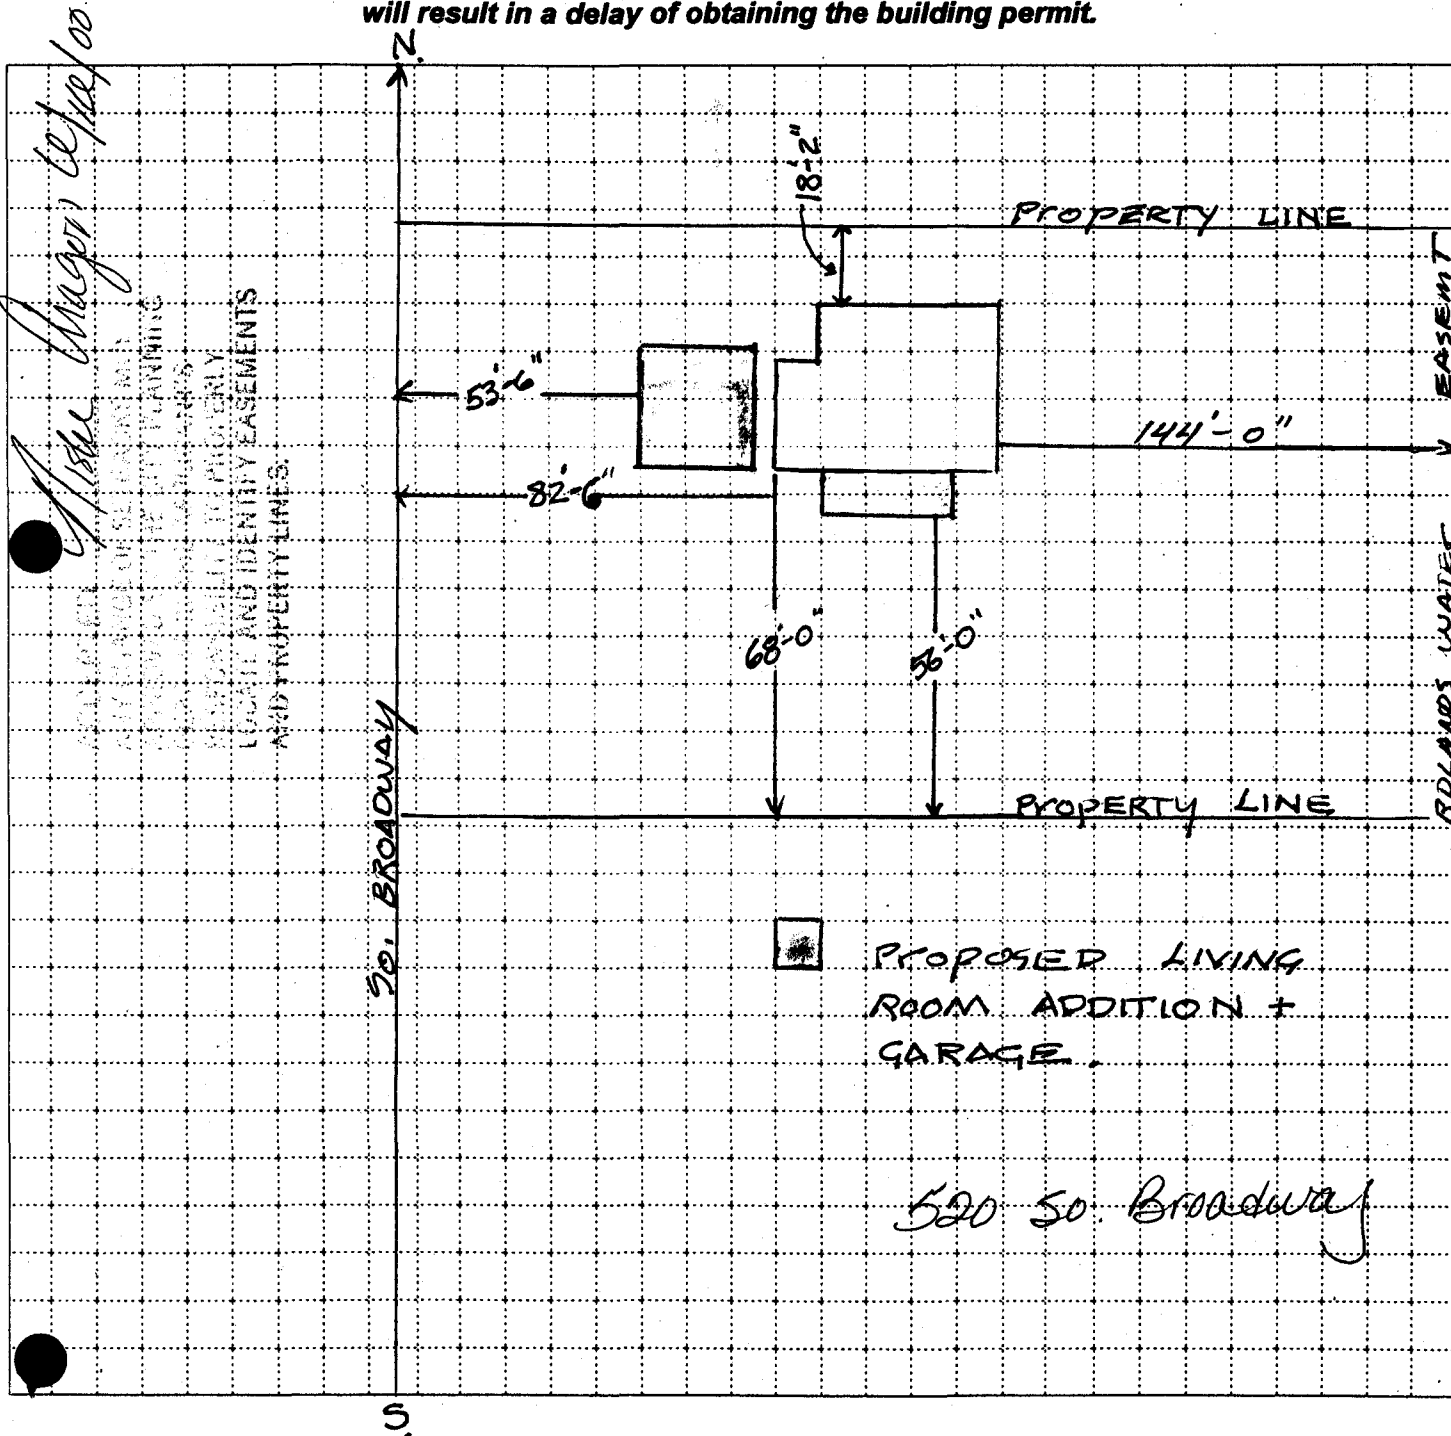 will result in a delay of obtaining the building permit.
N.
18'-2"
PROPERTY LINE
EASEMT
53'-6"
144'-0"
82'-6"
LOCATE AND IDENTIFY EASEMENTS
AND PROPERTY LINES.
68'-0"
56'-0"
WATER
PROPERTY LINE
SO. BROADWAY
PROPOSED LIVING
ROOM ADDITION +
GARAGE.
520 So. Broadway
S.